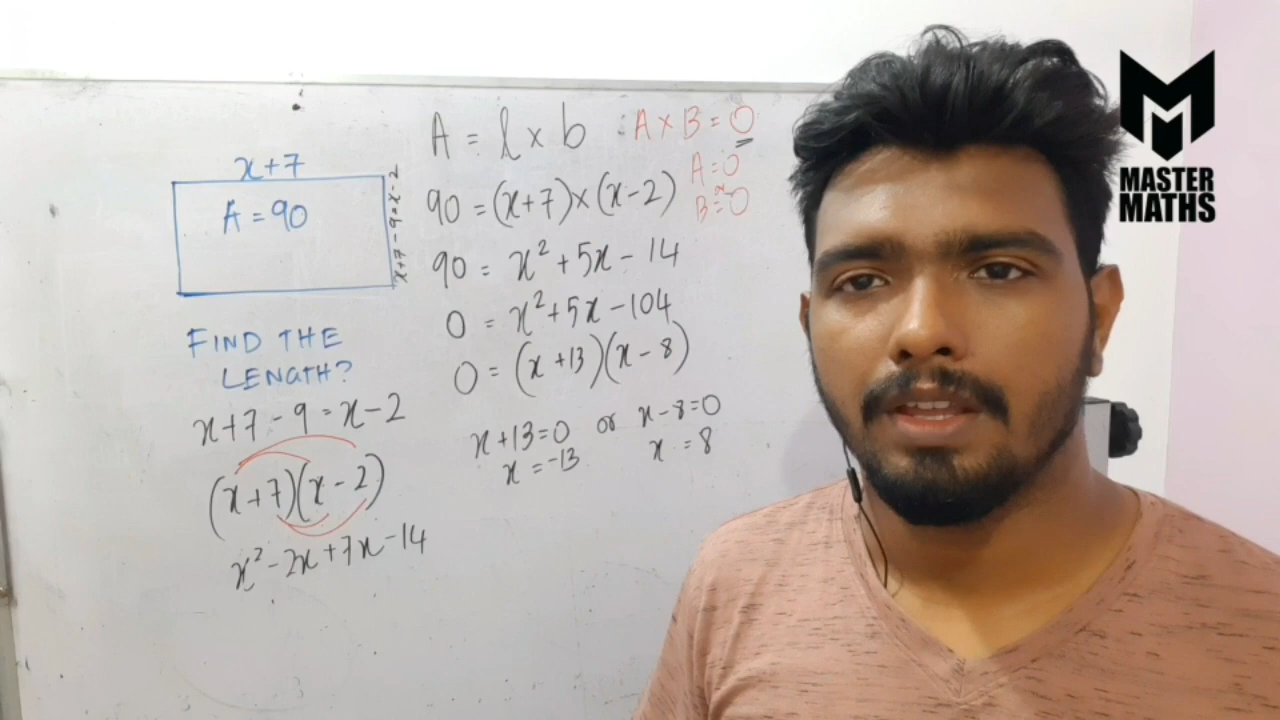 x+7
A = 90
x+7-9=x-2
FIND THE
LENGTH?
x+7-9=x-2
(x+7)(x-2)
x²-2x+7x-14
A = l × b
90 = (x+7)×(x-2)
90 = x²+5x-14
0 = x²+5x-104
0 = (x+13)(x-8)
x+13=0 or x-8=0
x=-13 x=8
A×B=0
A=0
or
B=0
MASTER
MATHS